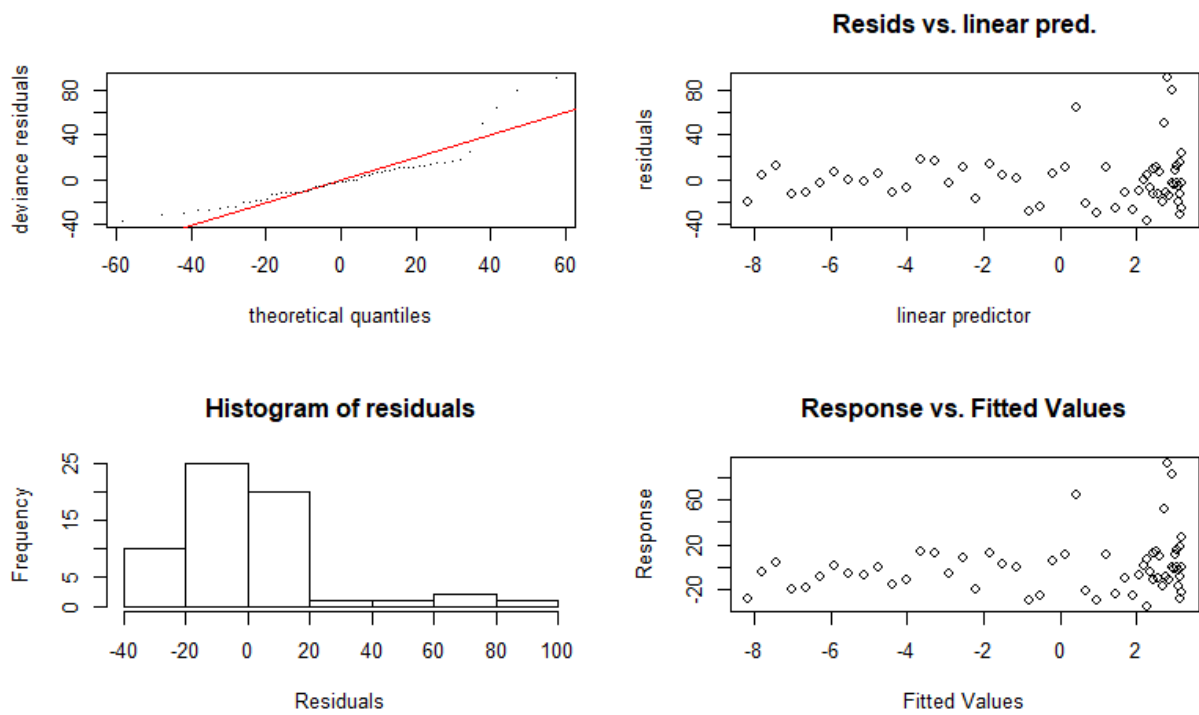 deviance residuals
80
40
0
-40
-60 -40 -20 0 20 40 60
theoretical quantiles
Resids vs. linear pred.
residuals
80
40
0
-40
-8 -6 -4 -2 0 2
linear predictor
Histogram of residuals
Frequency
25
15
5
0
-40 -20 0 20 40 60 80 100
Residuals
Response vs. Fitted Values
Response
60
20
-20
-8 -6 -4 -2 0 2
Fitted Values